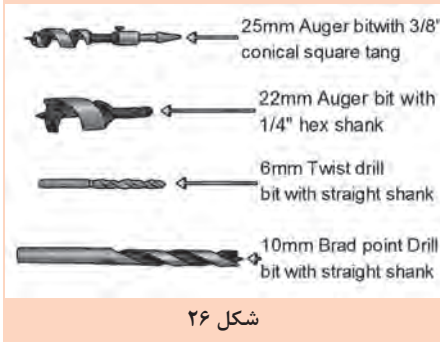 25mm Auger bitwith 3/8"
conical square tang
22mm Auger bit with
1/4" hex shank
6mm Twist drill
bit with straight shank
10mm Brad point Drill
bit with straight shank
شکل ۲۶